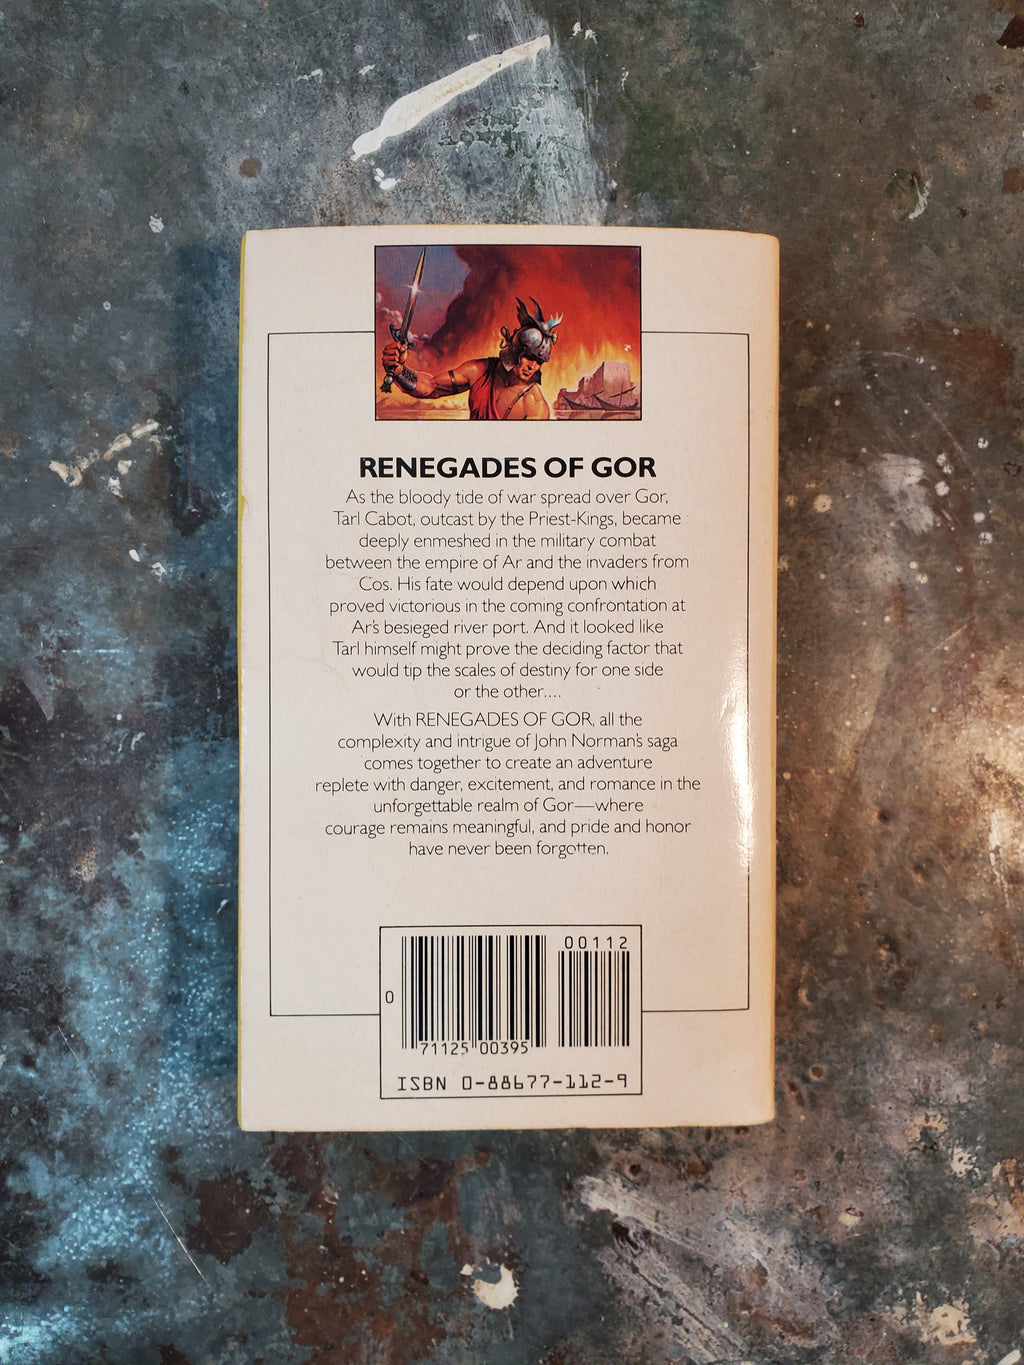 RENEGADES OF GOR
As the bloody tide of war spread over Gor,
Tarl Cabot, outcast by the Priest-Kings, became
deeply enmeshed in the military combat
between the empire of Ar and the invaders from
Cos. His fate would depend upon which
proved victorious in the coming confrontation at
Ar's besieged river port. And it looked like
Tarl himself might prove the deciding factor that
would tip the scales of destiny for one side
or the other....
With RENEGADES OF GOR, all the
complexity and intrigue of John Norman's saga
comes together to create an adventure
replete with danger, excitement, and romance in the
unforgettable realm of Gor—where
courage remains meaningful, and pride and honor
have never been forgotten.
00112
0
71125 00395
ISBN 0-88677-112-9